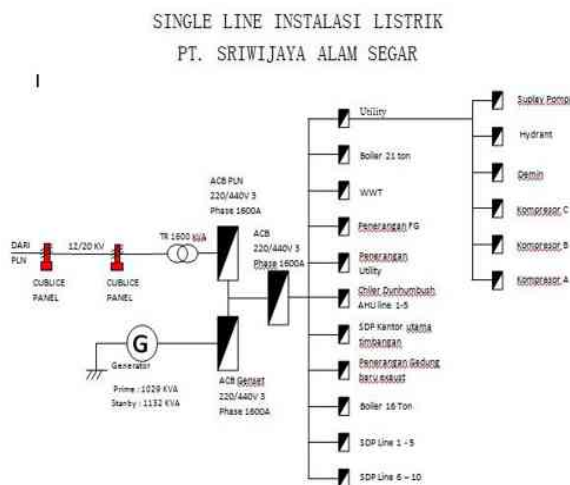 SINGLE LINE INSTALASI LISTRIK
PT. SRIWIJAYA ALAM SEGAR
DARI
PLN
12/20 KV
CUBLICE
PANEL
CUBLICE
PANEL
TR 1600 kVA
ACB PLN
220/440V 3
Phase 1600A
ACB
220/440V 3
Phase 1600A
G
Generator
Prime : 1029 KVA
Stanby : 1132 KVA
ACB Genset
220/440V 3
Phase 1600A
Utility
Boiler 21 ton
WWT
Penerangan FG
Penerangan
Utility
Chiler Dunhumbush
AHU line 1-5
SDP Kantor utama
timbangan
Penerangan Gedung
baru exaust
Boiler 16 Ton
SDP Line 1 - 5
SDP Line 6 – 10
Supley Pompa
Hydrant
Demin
Kompresor C
Kompresor B
Kompresor A